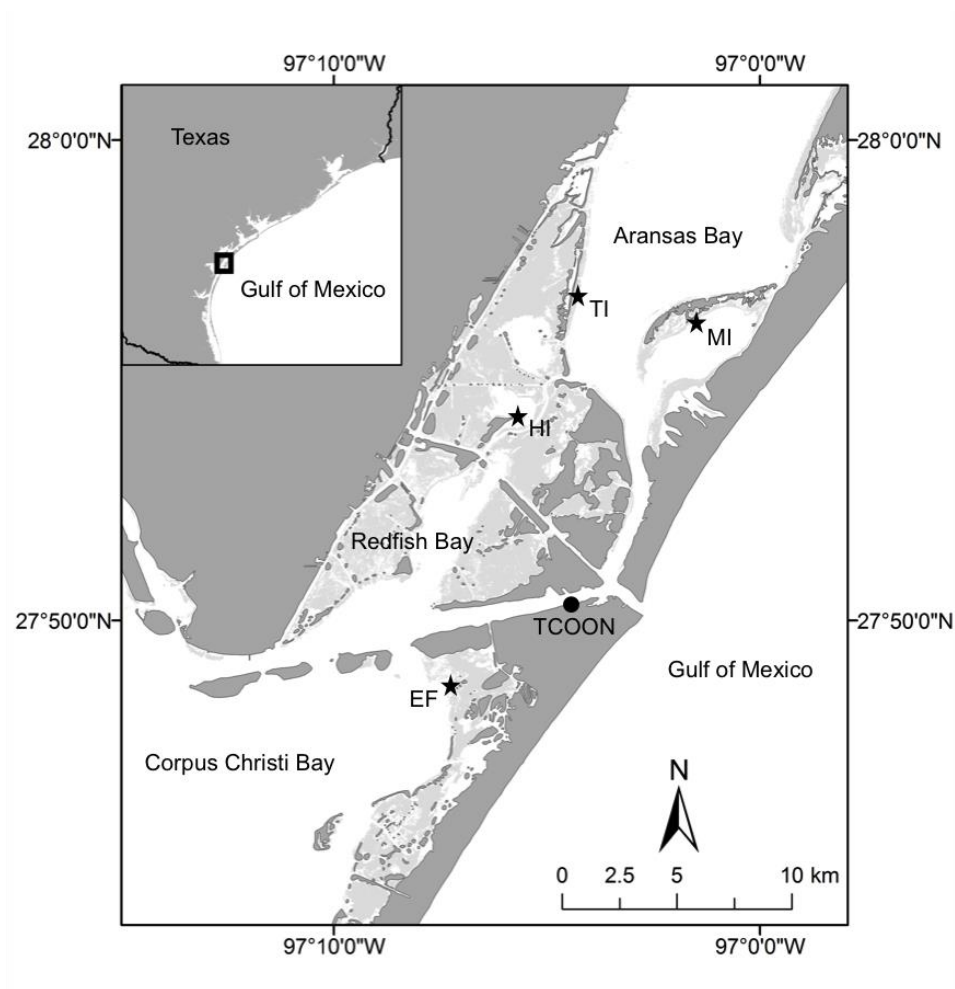 97°10'0"W
97°0'0"W
28°0'0"N
28°0'0"N
Texas
Gulf of Mexico
Aransas Bay
TI
MI
HI
Redfish Bay
27°50'0"N
27°50'0"N
TCOON
Gulf of Mexico
EF
Corpus Christi Bay
N
0 2.5 5 10 km
97°10'0"W
97°0'0"W